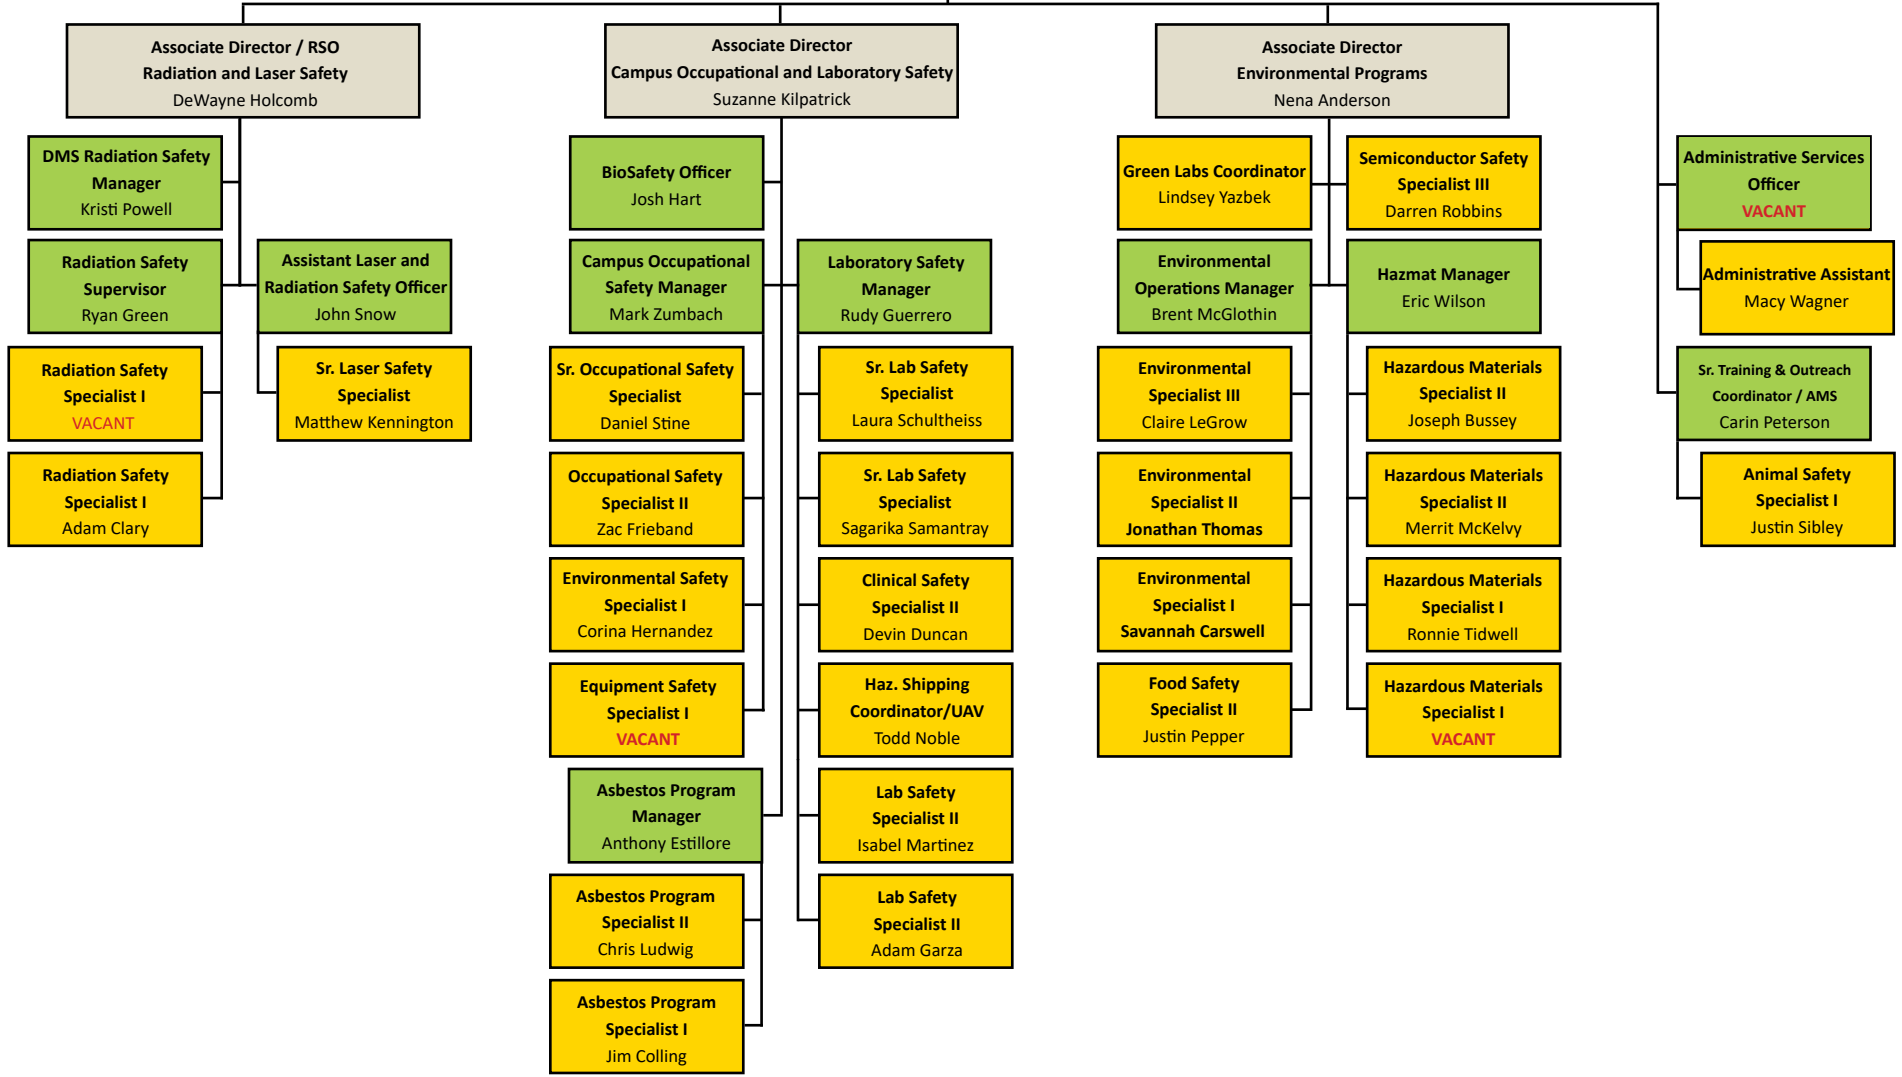 Associate Director / RSO
Radiation and Laser Safety
DeWayne Holcomb
Associate Director
Campus Occupational and Laboratory Safety
Suzanne Kilpatrick
Associate Director
Environmental Programs
Nena Anderson
DMS Radiation Safety
Manager
Kristi Powell
Radiation Safety
Supervisor
Ryan Green
Assistant Laser and
Radiation Safety Officer
John Snow
Radiation Safety
Specialist I
VACANT
Sr. Laser Safety
Specialist
Matthew Kennington
Radiation Safety
Specialist I
Adam Clary
BioSafety Officer
Josh Hart
Campus Occupational
Safety Manager
Mark Zumbach
Laboratory Safety
Manager
Rudy Guerrero
Sr. Occupational Safety
Specialist
Daniel Stine
Occupational Safety
Specialist II
Zac Frieband
Environmental Safety
Specialist I
Corina Hernandez
Equipment Safety
Specialist I
VACANT
Sr. Lab Safety
Specialist
Laura Schultheiss
Sr. Lab Safety
Specialist
Sagarika Samantray
Clinical Safety
Specialist II
Devin Duncan
Haz. Shipping
Coordinator/UAV
Todd Noble
Lab Safety
Specialist II
Isabel Martinez
Lab Safety
Specialist II
Adam Garza
Asbestos Program
Manager
Anthony Estillore
Asbestos Program
Specialist II
Chris Ludwig
Asbestos Program
Specialist I
Jim Colling
Green Labs Coordinator
Lindsey Yazbek
Semiconductor Safety
Specialist III
Darren Robbins
Environmental
Operations Manager
Brent McGlothin
Hazmat Manager
Eric Wilson
Environmental
Specialist III
Claire LeGrow
Environmental
Specialist II
Jonathan Thomas
Environmental
Specialist I
Savannah Carswell
Food Safety
Specialist II
Justin Pepper
Hazardous Materials
Specialist II
Joseph Bussey
Hazardous Materials
Specialist II
Merrit McKelvy
Hazardous Materials
Specialist I
Ronnie Tidwell
Hazardous Materials
Specialist I
VACANT
Administrative Services
Officer
VACANT
Administrative Assistant
Macy Wagner
Sr. Training & Outreach
Coordinator / AMS
Carin Peterson
Animal Safety
Specialist I
Justin Sibley